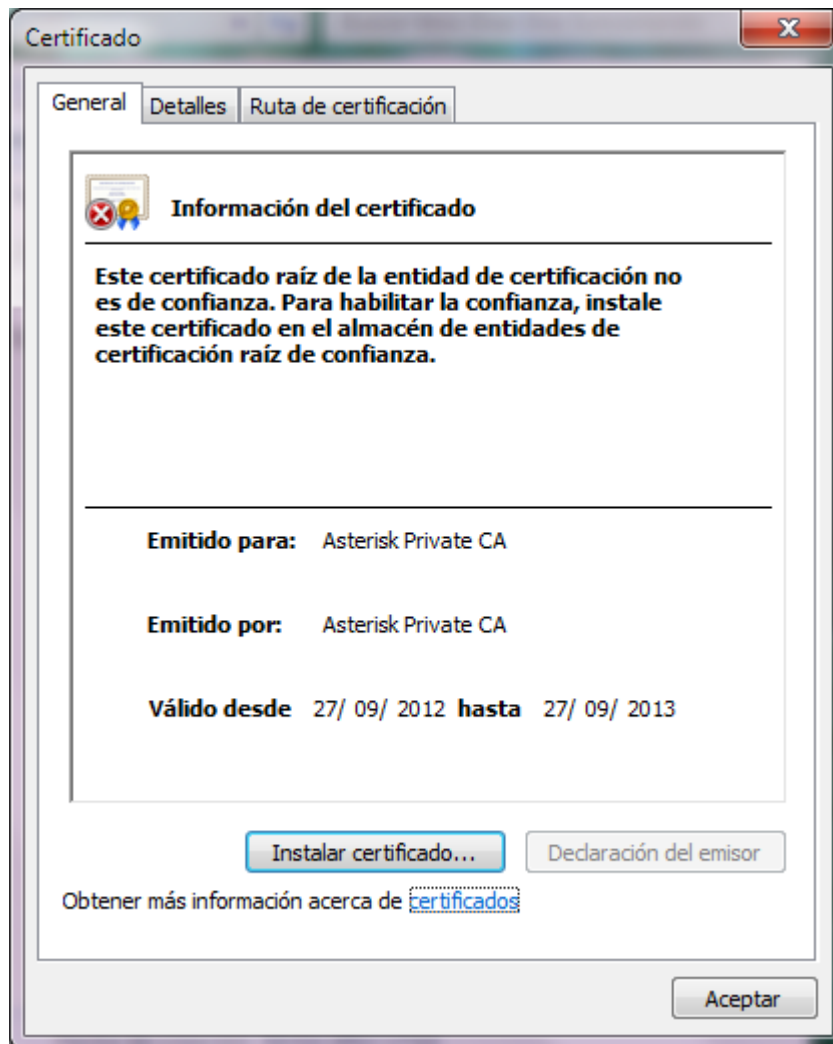 Certificado
General Detalles Ruta de certificación
Información del certificado
Este certificado raíz de la entidad de certificación no
es de confianza. Para habilitar la confianza, instale
este certificado en el almacén de entidades de
certificación raíz de confianza.
Emitido para: Asterisk Private CA
Emitido por: Asterisk Private CA
Válido desde 27/ 09/ 2012 hasta 27/ 09/ 2013
Instalar certificado... Declaración del emisor
Obtener más información acerca de certificados
Aceptar